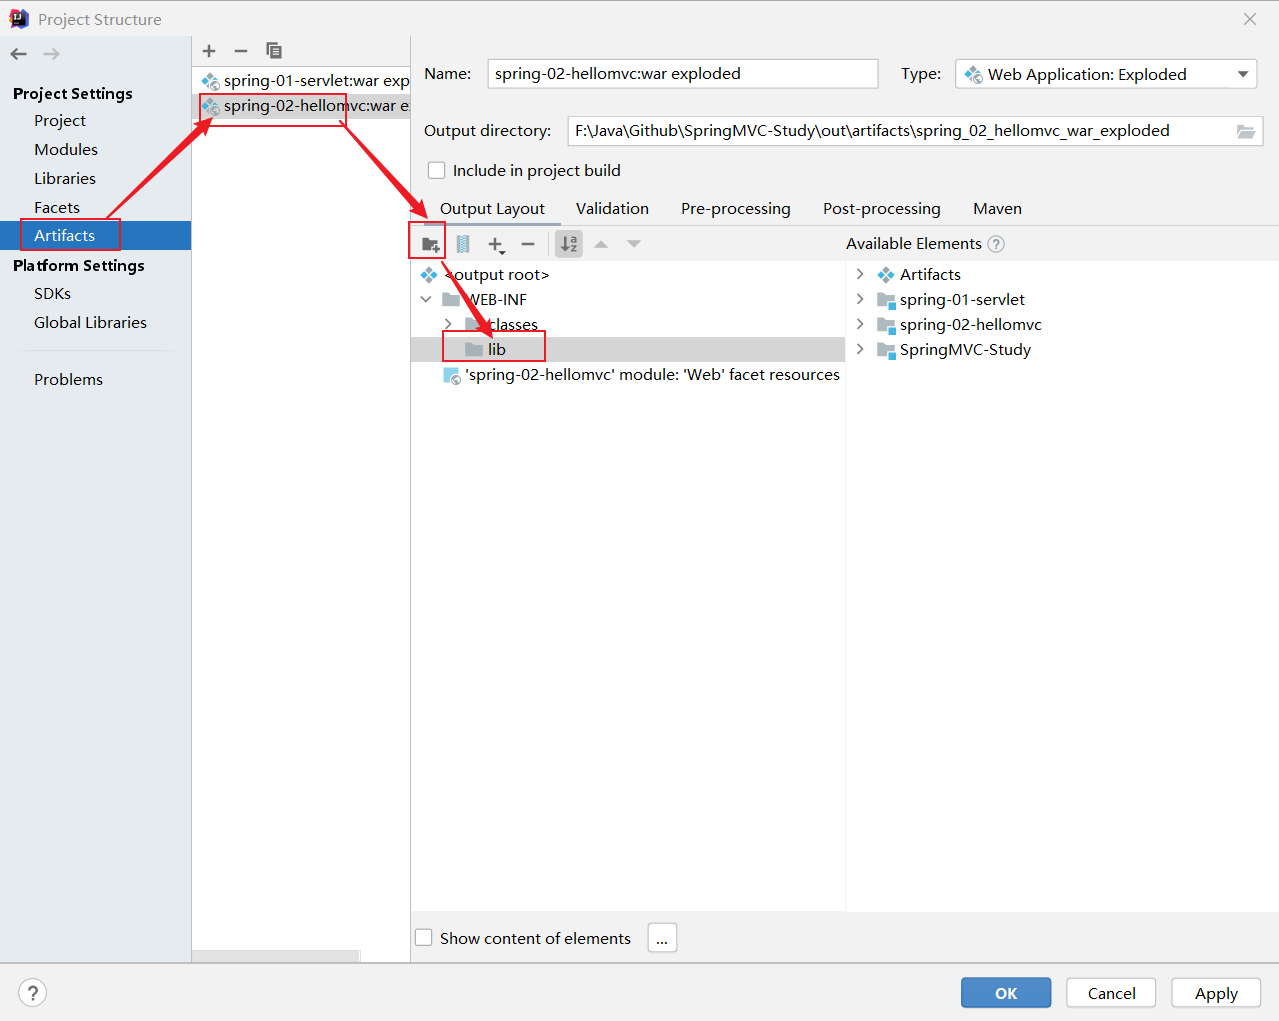 Project Structure
Project Settings
Project
Modules
Libraries
Facets
Artifacts
Platform Settings
SDKs
Global Libraries
Problems
spring-01-servlet:war exp
spring-02-hellomvc:war e
Name: spring-02-hellomvc:war exploded Type: Web Application: Exploded
Output directory: F:\Java\Github\SpringMVC-Study\out\artifacts\spring_02_hellomvc_war_exploded
Include in project build
Output Layout Validation Pre-processing Post-processing Maven
Available Elements ?
<output root>
WEB-INF
classes
lib
'spring-02-hellomvc' module: 'Web' facet resources
Artifacts
spring-01-servlet
spring-02-hellomvc
SpringMVC-Study
Show content of elements ...
? OK Cancel Apply